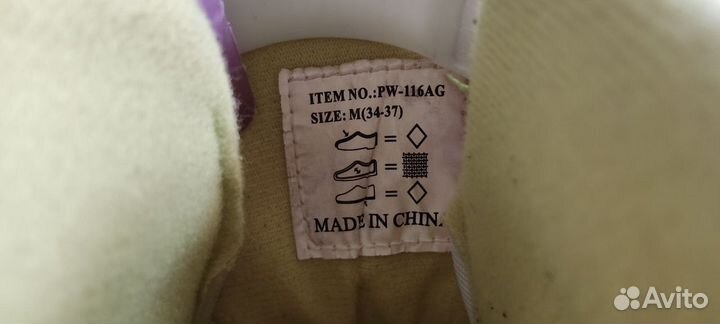 ITEM NO.:PW-116AG
SIZE: M(34-37)
=
=
=
MADE IN CHIN
Avito